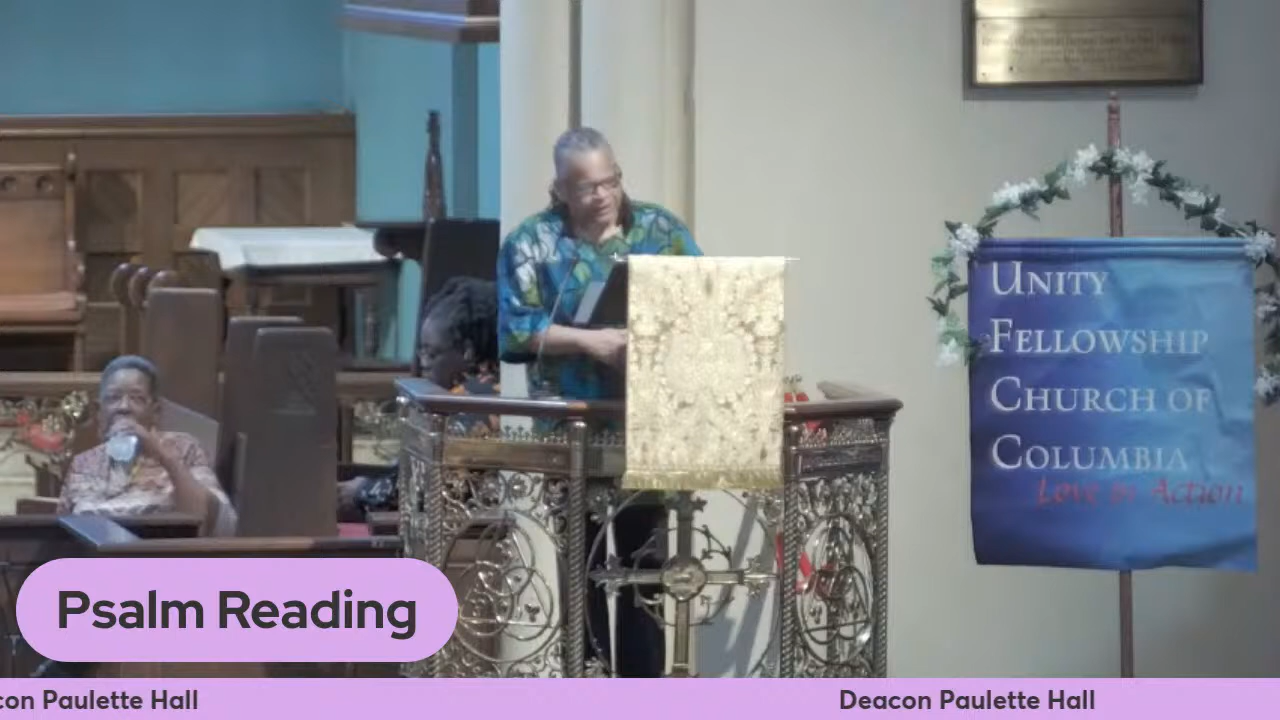 Unity
Fellowship
Church of
Columbia
Love in Action
Psalm Reading
con Paulette Hall
Deacon Paulette Hall